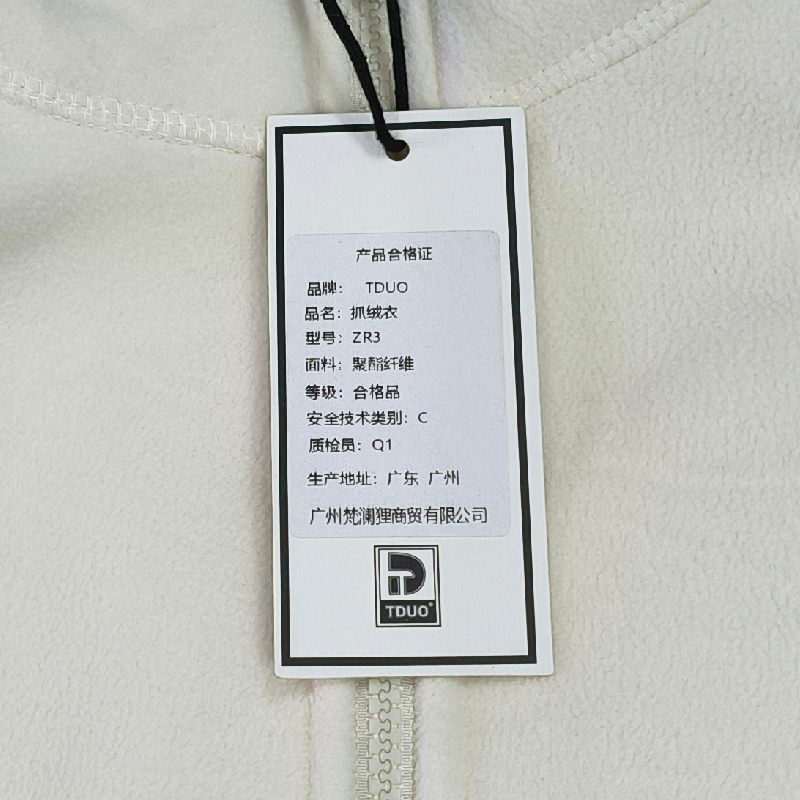 产品合格证
品牌： TDUO
品名：抓绒衣
型号：ZR3
面料：聚酯纤维
等级：合格品
安全技术类别：C
质检员：Q1
生产地址：广东 广州
广州梵澜狸商贸有限公司
TDUO®